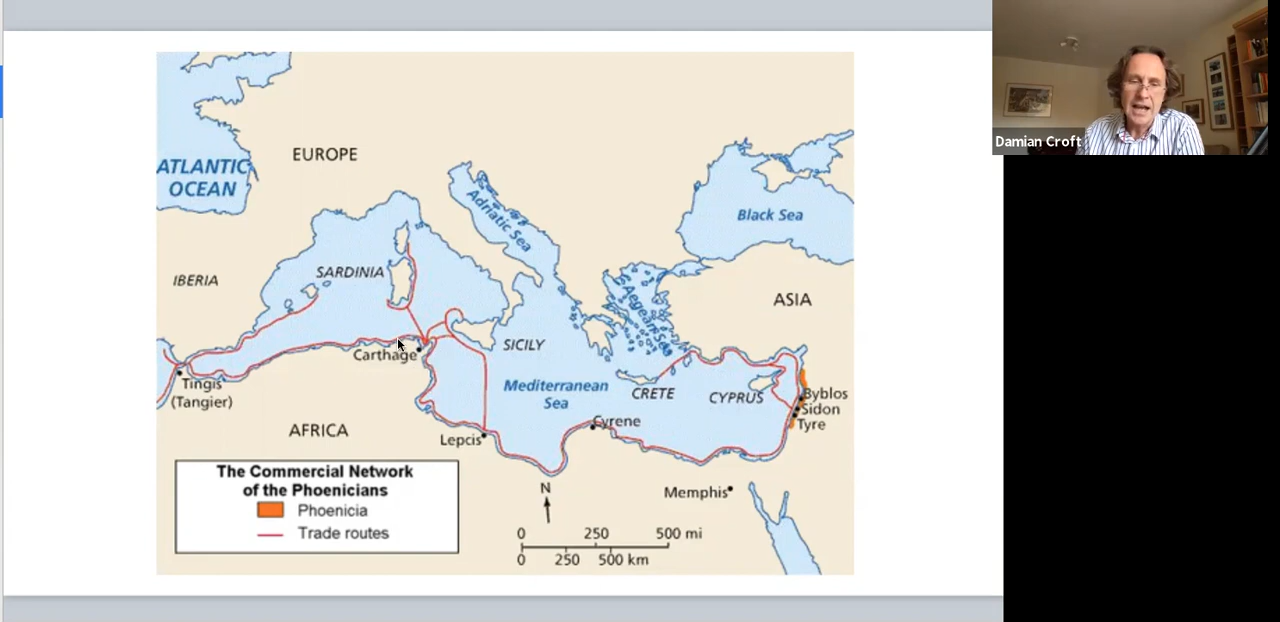 Damian Croft
EUROPE
ATLANTIC
OCEAN
Adriatic Sea
Black Sea
IBERIA
SARDINIA
Aegean Sea
ASIA
SICILY
Carthage
Mediterranean
Sea
CRETE
CYPRUS
Byblos
Sidon
Tyre
Tingis
(Tangier)
AFRICA
Lepcis
Cyrene
Memphis
The Commercial Network
of the Phoenicians
Phoenicia
Trade routes
N
0 250 500 mi
0 250 500 km